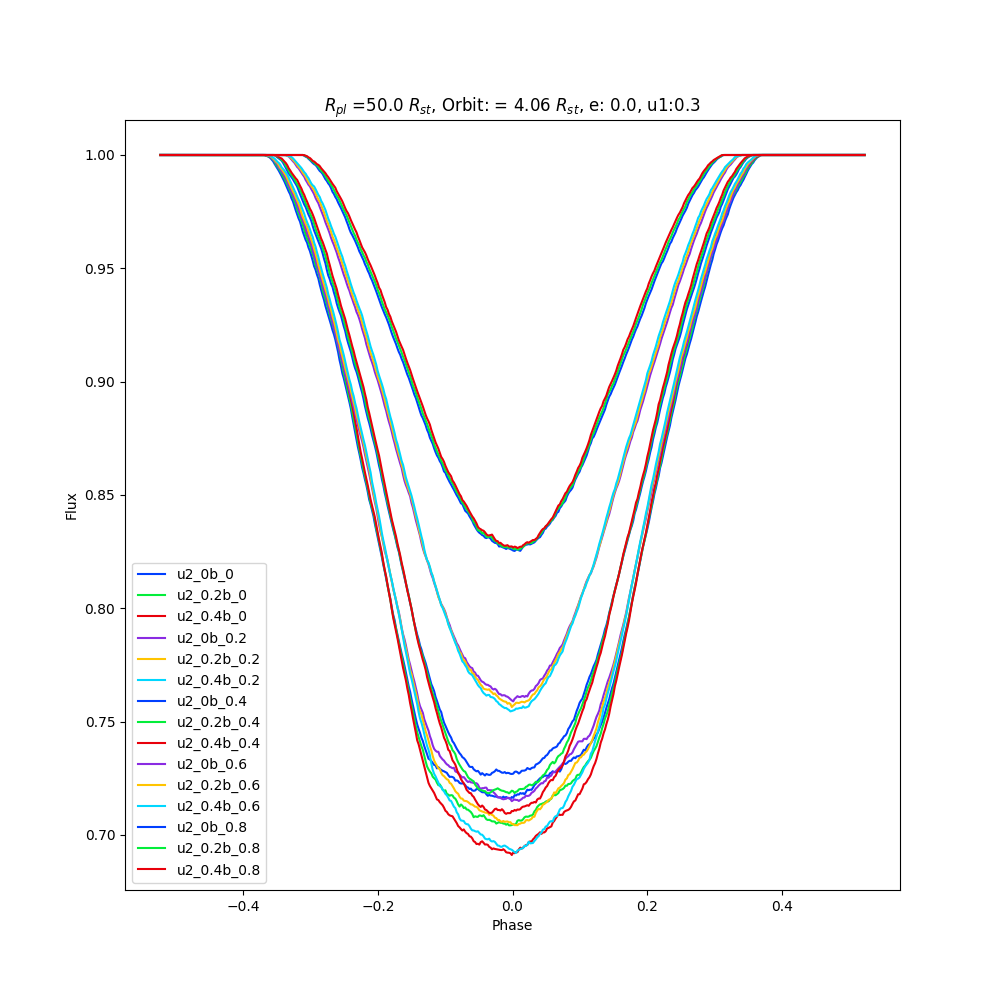 R_pl =50.0 R_st, Orbit: = 4.06 R_st, e: 0.0, u1:0.3
1.00
0.95
0.90
0.85
0.80
0.75
0.70
Flux
u2_0b_0
u2_0.2b_0
u2_0.4b_0
u2_0b_0.2
u2_0.2b_0.2
u2_0.4b_0.2
u2_0b_0.4
u2_0.2b_0.4
u2_0.4b_0.4
u2_0b_0.6
u2_0.2b_0.6
u2_0.4b_0.6
u2_0b_0.8
u2_0.2b_0.8
u2_0.4b_0.8
−0.4 −0.2 0.0 0.2 0.4
Phase